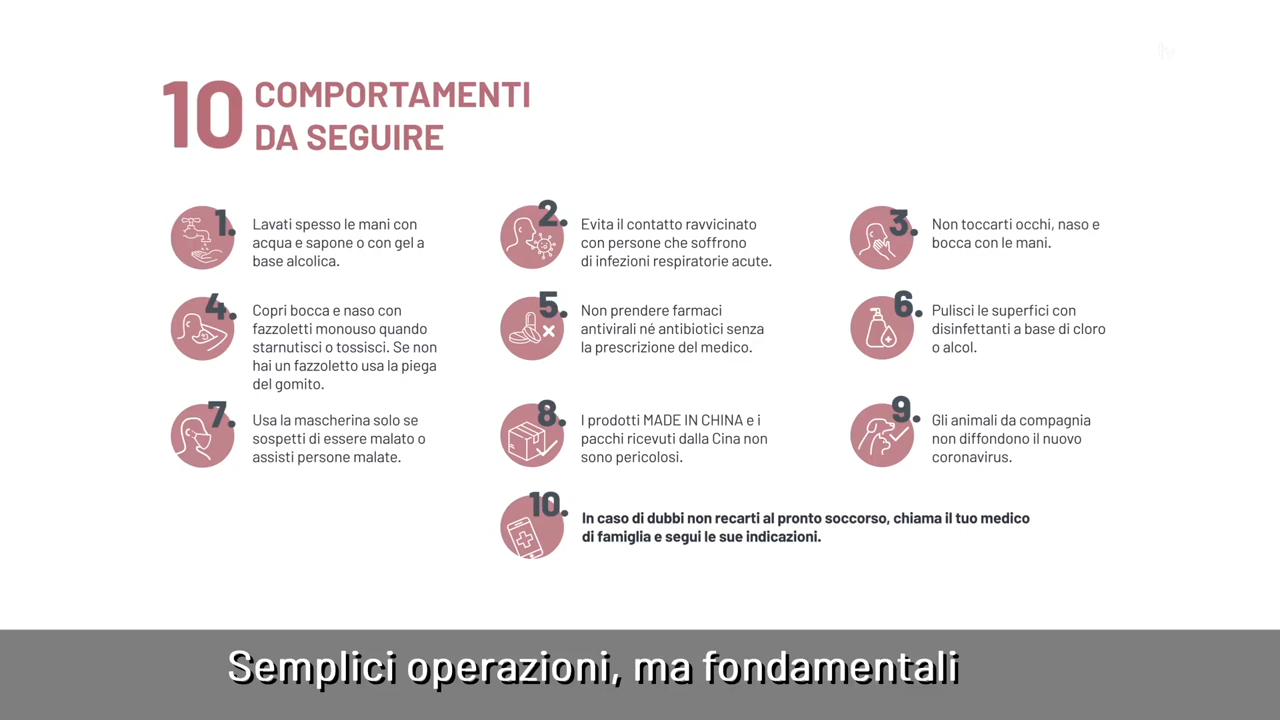 10 COMPORTAMENTI
DA SEGUIRE
1.
Lavati spesso le mani con
acqua e sapone o con gel a
base alcolica.
2.
Evita il contatto ravvicinato
con persone che soffrono
di infezioni respiratorie acute.
3.
Non toccarti occhi, naso e
bocca con le mani.
4.
Copri bocca e naso con
fazzoletti monouso quando
starnutisci o tossisci. Se non
hai un fazzoletto usa la piega
del gomito.
5.
Non prendere farmaci
antivirali né antibiotici senza
la prescrizione del medico.
6.
Pulisci le superfici con
disinfettanti a base di cloro
o alcol.
7.
Usa la mascherina solo se
sospetti di essere malato o
assisti persone malate.
8.
I prodotti MADE IN CHINA e i
pacchi ricevuti dalla Cina non
sono pericolosi.
9.
Gli animali da compagnia
non diffondono il nuovo
coronavirus.
10.
In caso di dubbi non recarti al pronto soccorso, chiama il tuo medico
di famiglia e segui le sue indicazioni.
Semplici operazioni, ma fondamentali